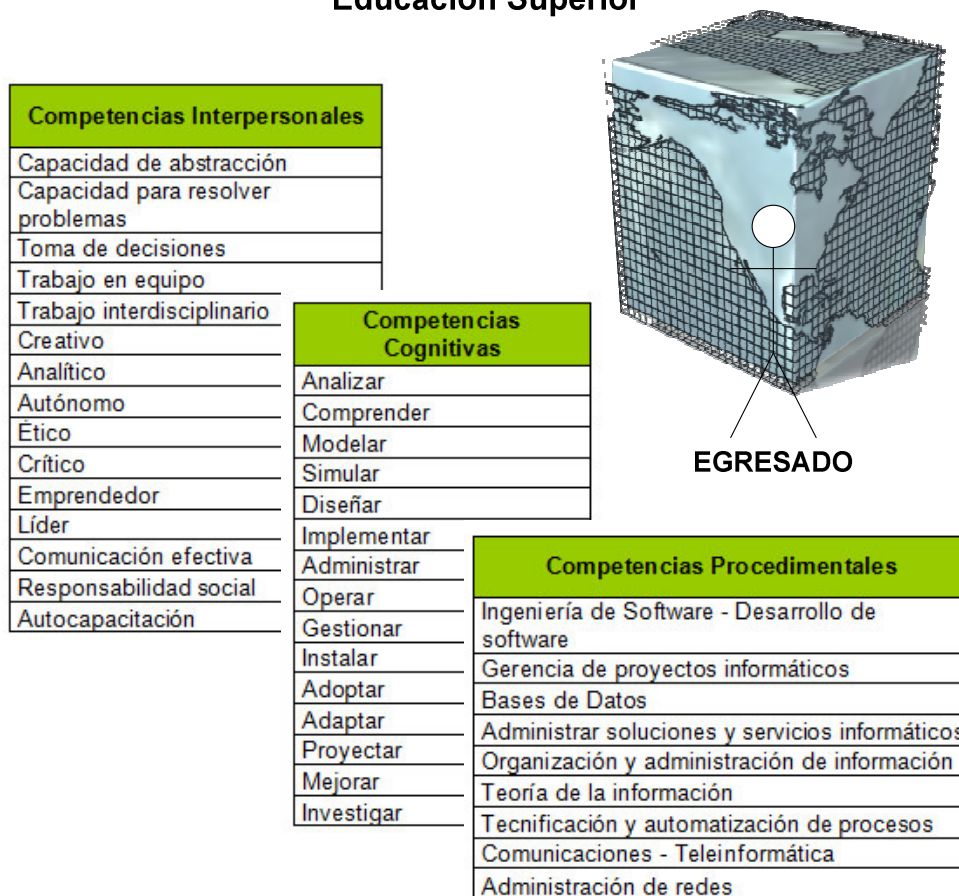 Educación Superior
Competencias Interpersonales
Capacidad de abstracción
Capacidad para resolver
problemas
Toma de decisiones
Trabajo en equipo
Trabajo interdisciplinario
Creativo
Analítico
Autónomo
Ético
Crítico
Emprendedor
Líder
Comunicación efectiva
Responsabilidad social
Autocapacitación
Competencias
Cognitivas
Analizar
Comprender
Modelar
Simular
Diseñar
Implementar
Administrar
Operar
Gestionar
Instalar
Adoptar
Adaptar
Proyectar
Mejorar
Investigar
EGRESADO
Competencias Procedimentales
Ingeniería de Software - Desarrollo de
software
Gerencia de proyectos informáticos
Bases de Datos
Administrar soluciones y servicios informáticos
Organización y administración de información
Teoría de la información
Tecnificación y automatización de procesos
Comunicaciones - Teleinformática
Administración de redes